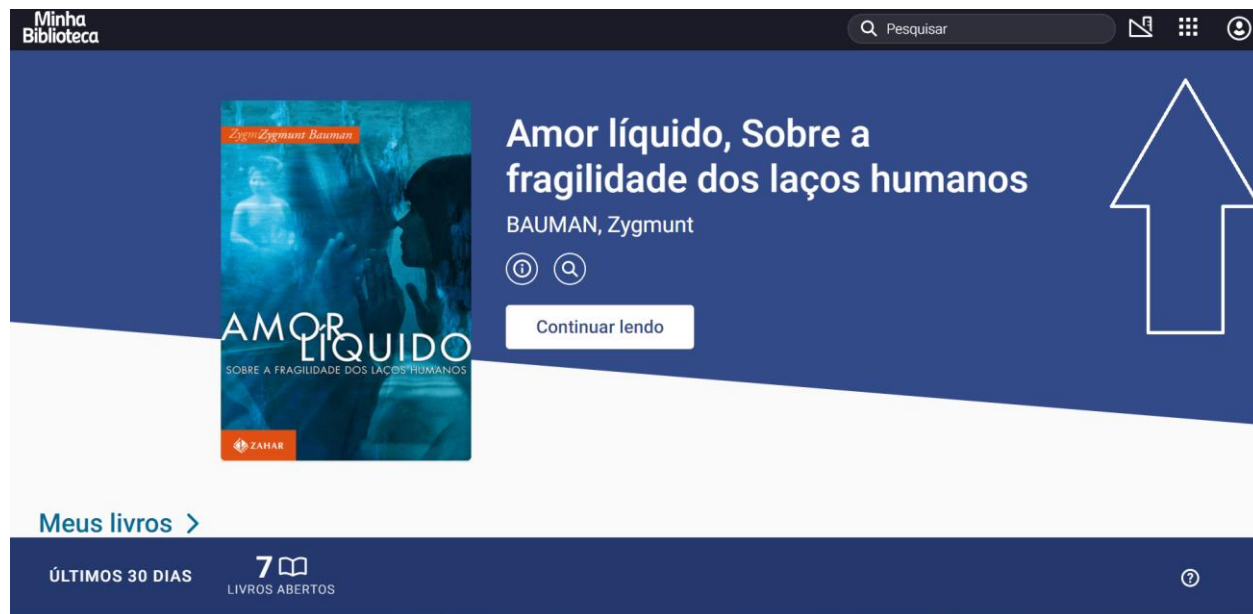 Minha
Biblioteca
Pesquisar
ZygmZygmunt Bauman
AMOR
LÍQUIDO
SOBRE A FRAGILIDADE DOS LAÇOS HUMANOS
ZAHAR
Amor líquido, Sobre a
fragilidade dos laços humanos
BAUMAN, Zygmunt
Continuar lendo
Meus livros
ÚLTIMOS 30 DIAS
7
LIVROS ABERTOS